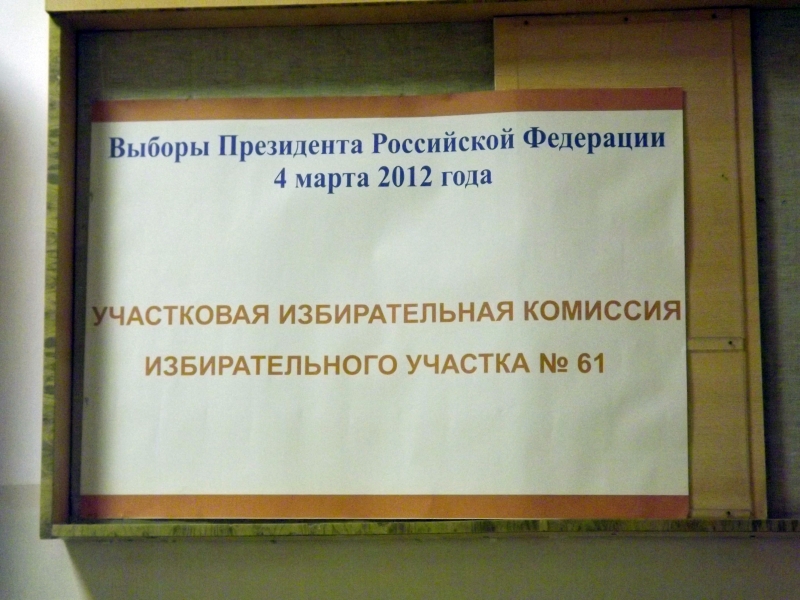 Выборы Президента Российской Федерации
4 марта 2012 года
УЧАСТКОВАЯ ИЗБИРАТЕЛЬНАЯ КОМИССИЯ
ИЗБИРАТЕЛЬНОГО УЧАСТКА № 61